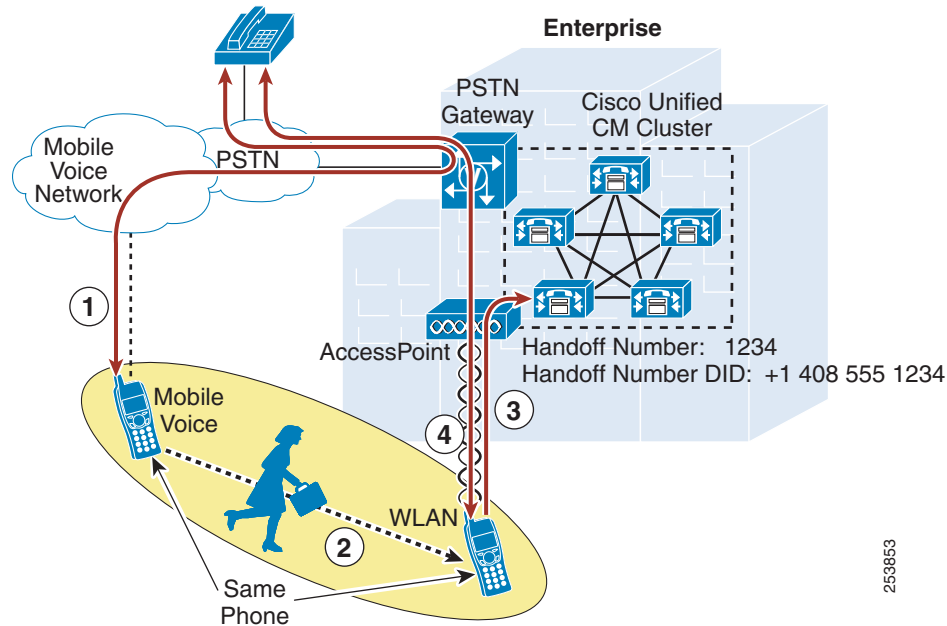 Enterprise
PSTN
Gateway
Cisco Unified
CM Cluster
Mobile
Voice
Network
PSTN
1
AccessPoint
Handoff Number: 1234
Handoff Number DID: +1 408 555 1234
Mobile
Voice
3
4
WLAN
2
Same
Phone
253853